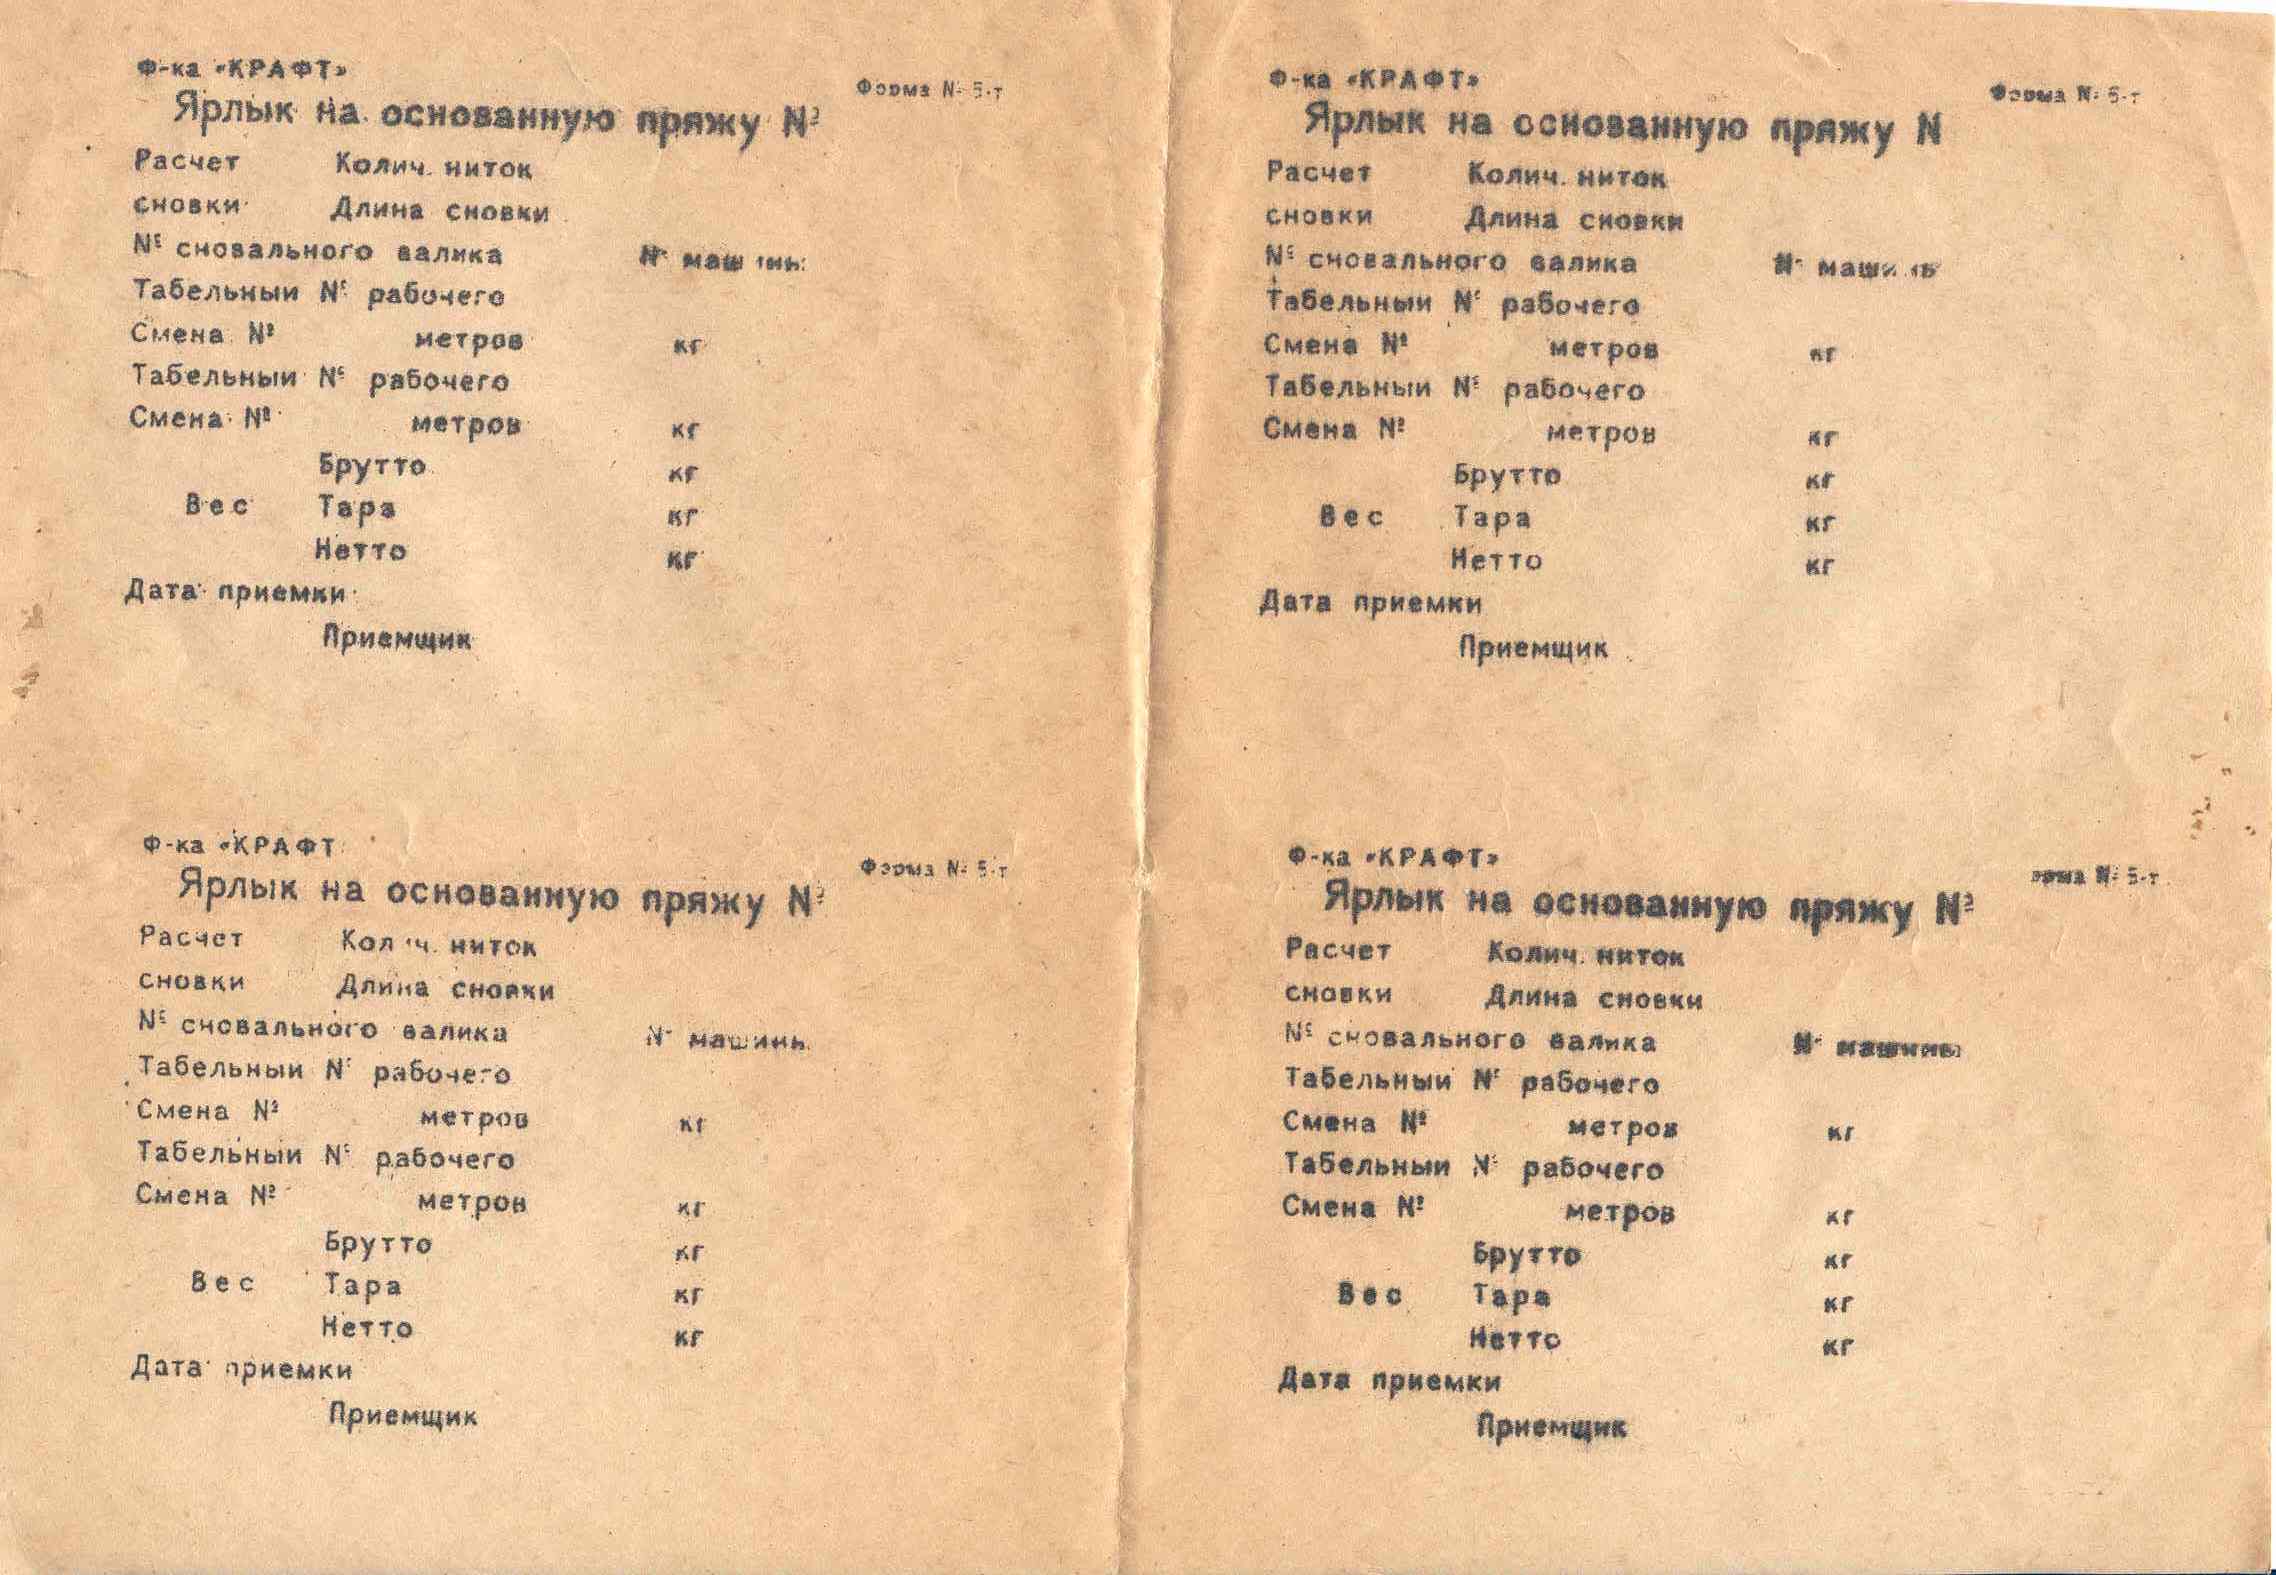 Ф-ка «КРАФТ»
Форма № 5-т
Ярлык на основанную пряжу №
Расчет Колич. ниток
сновки Длина сновки
№ сновального валика № машины
Табельный № рабочего
Смена № метров кг
Табельный № рабочего
Смена № метров кг
Брутто кг
Вес Тара кг
Нетто кг
Дата приемки
Приемщик
Ф-ка «КРАФТ»
Форма № 5-т
Ярлык на основанную пряжу N
Расчет Колич. ниток
сновки Длина сновки
№ сновального валика № машины
Табельный № рабочего
Смена № метров кг
Табельный № рабочего
Смена № метров кг
Брутто кг
Вес Тара кг
Нетто кг
Дата приемки
Приемщик
Ф-ка «КРАФТ
Форма № 5-т
Ярлык на основанную пряжу №
Расчет Колич. ниток
сновки Длина сновки
№ сновального валика № машины
Табельный № рабочего
Смена № метров кг
Табельный № рабочего
Смена № метров кг
Брутто кг
Вес Тара кг
Нетто кг
Дата приемки
Приемщик
Ф-ка «КРАФТ»
Форма № 5-т
Ярлык на основанную пряжу №
Расчет Колич. ниток
сновки Длина сновки
№ сновального валика № машины
Табельный № рабочего
Смена № метров кг
Табельный № рабочего
Смена № метров кг
Брутто кг
Вес Тара кг
Нетто кг
Дата приемки
Приемщик